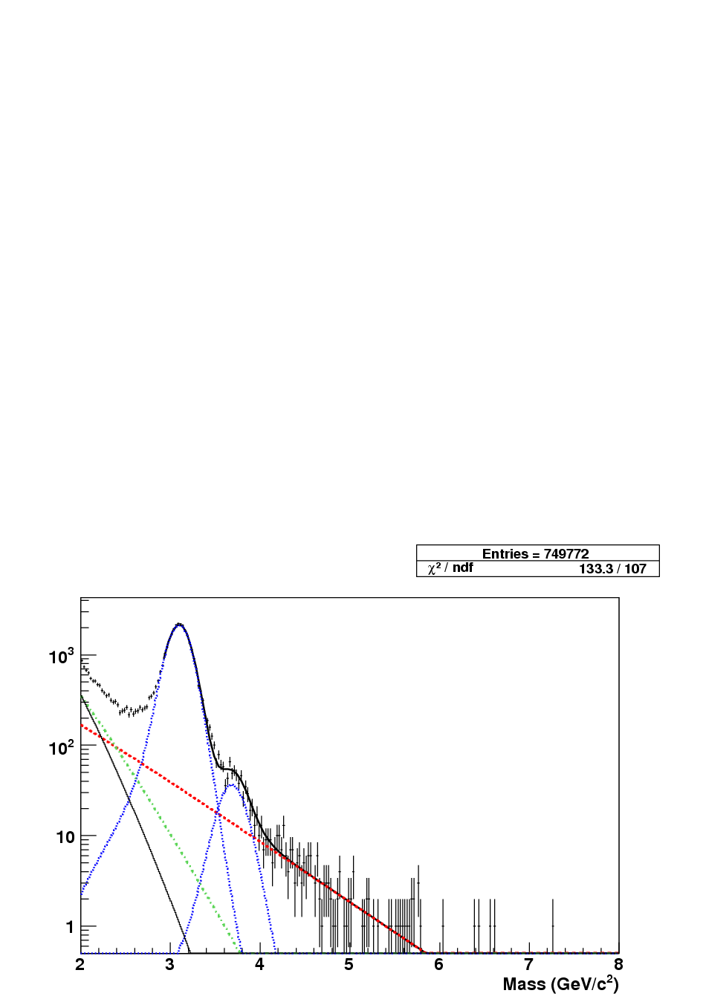 Entries = 749772
χ² / ndf 133.3 / 107
10³
10²
10
1
2 3 4 5 6 7 8
Mass (GeV/c²)